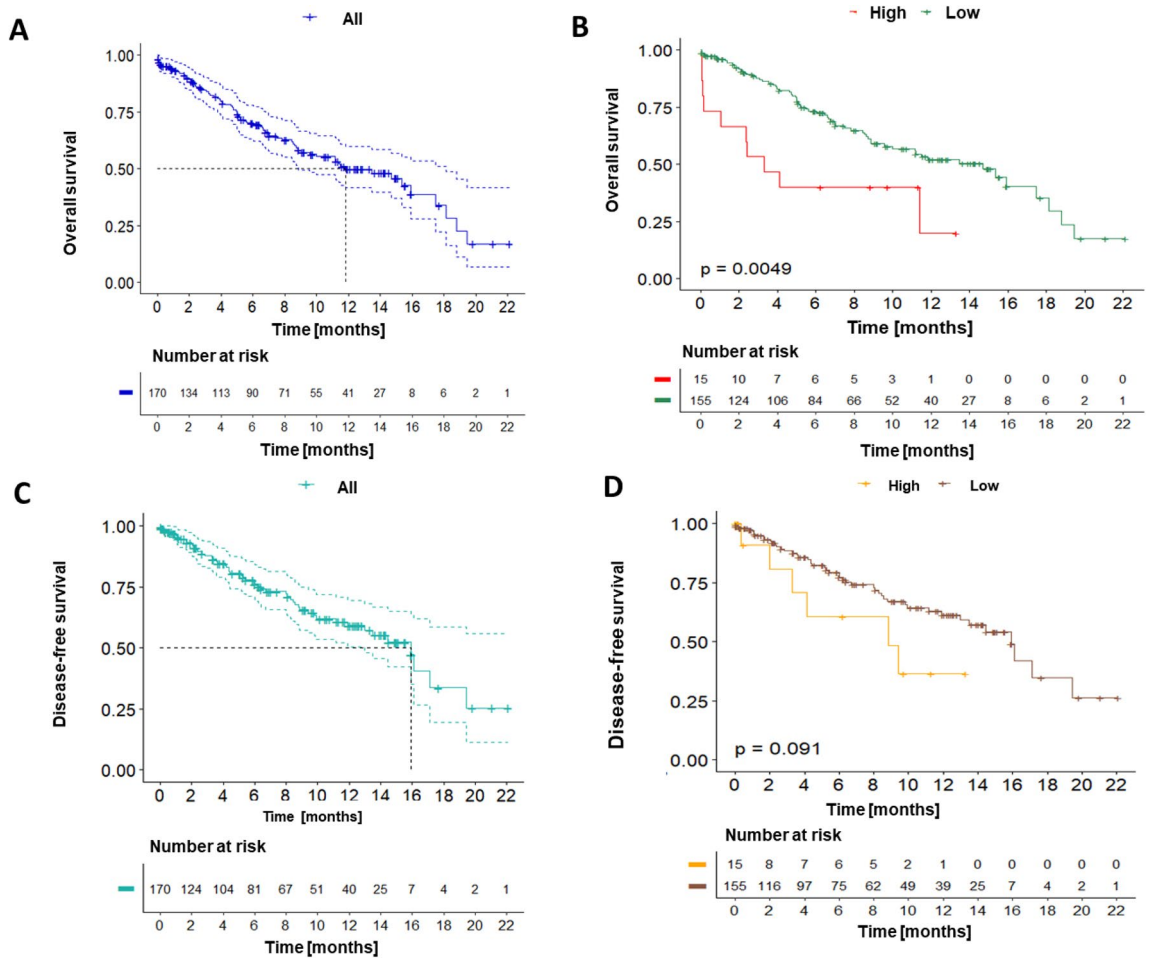 A
All
Overall survival
1.00
0.75
0.50
0.25
0.00
0 2 4 6 8 10 12 14 16 18 20 22
Time [months]
Number at risk
170 134 113 90 71 55 41 27 8 6 2 1
0 2 4 6 8 10 12 14 16 18 20 22
Time [months]
B
High Low
Overall survival
1.00
0.75
0.50
0.25
0.00
p = 0.0049
0 2 4 6 8 10 12 14 16 18 20 22
Time [months]
Number at risk
15 10 7 6 5 3 1 0 0 0 0 0
155 124 106 84 66 52 40 27 8 6 2 1
0 2 4 6 8 10 12 14 16 18 20 22
Time [months]
C
All
Disease-free survival
1.00
0.75
0.50
0.25
0.00
0 2 4 6 8 10 12 14 16 18 20 22
Time [months]
Number at risk
170 124 104 81 67 51 40 25 7 4 2 1
0 2 4 6 8 10 12 14 16 18 20 22
Time [months]
D
High Low
Disease-free survival
1.00
0.75
0.50
0.25
0.00
p = 0.091
0 2 4 6 8 10 12 14 16 18 20 22
Time [months]
Number at risk
15 8 7 6 5 2 1 0 0 0 0 0
155 116 97 75 62 49 39 25 7 4 2 1
0 2 4 6 8 10 12 14 16 18 20 22
Time [months]